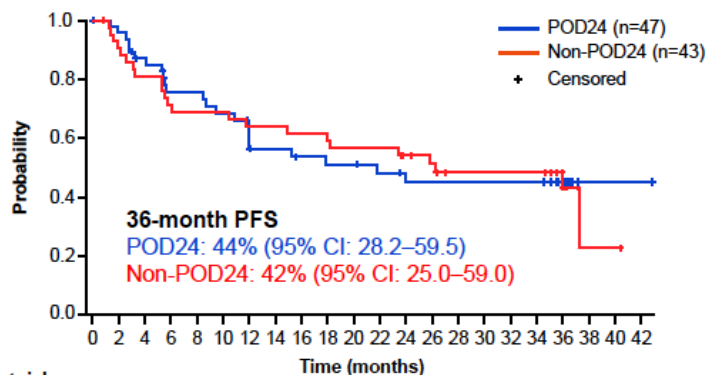 POD24 (n=47)
Non-POD24 (n=43)
Censored
1.0
0.8
0.6
0.4
0.2
0.0
Probability
36-month PFS
POD24: 44% (95% CI: 28.2–59.5)
Non-POD24: 42% (95% CI: 25.0–59.0)
0 2 4 6 8 10 12 14 16 18 20 22 24 26 28 30 32 34 36 38 40 42
Time (months)